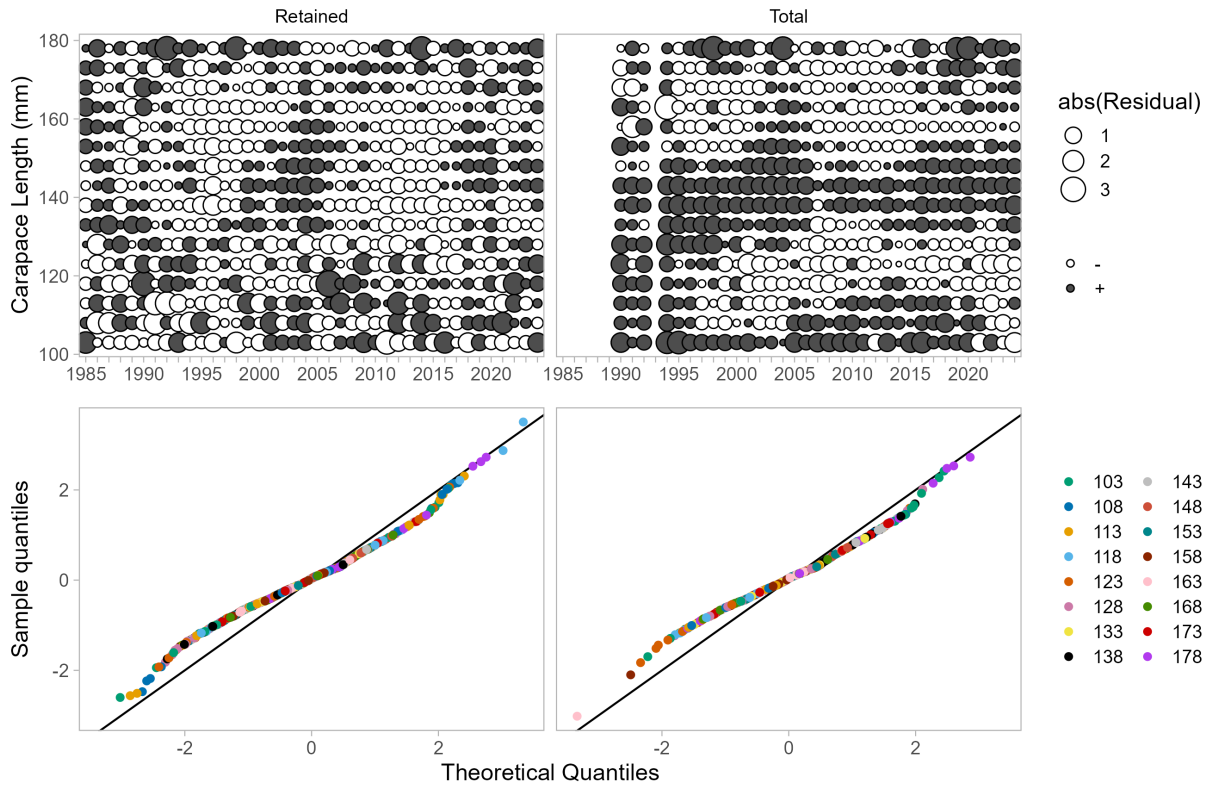 Retained Total
180
160
140
120
100
Carapace Length (mm)
1985 1990 1995 2000 2005 2010 2015 2020
1985 1990 1995 2000 2005 2010 2015 2020
abs(Residual)
1
2
3
-
+
2
0
-2
Sample quantiles
-2 0 2
-2 0 2
Theoretical Quantiles
103 143
108 148
113 153
118 158
123 163
128 168
133 173
138 178